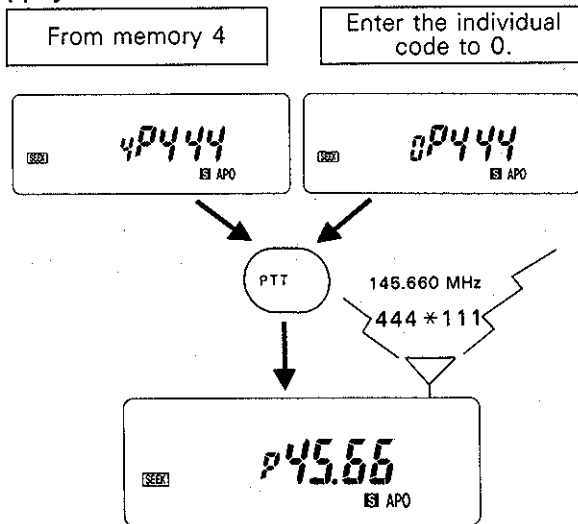 From memory 4
Enter the individual
code to 0.
SEEK 4P444
S APO
SEEK 0P444
S APO
PTT
145.660 MHz
444*111
SEEK P45.66
S APO